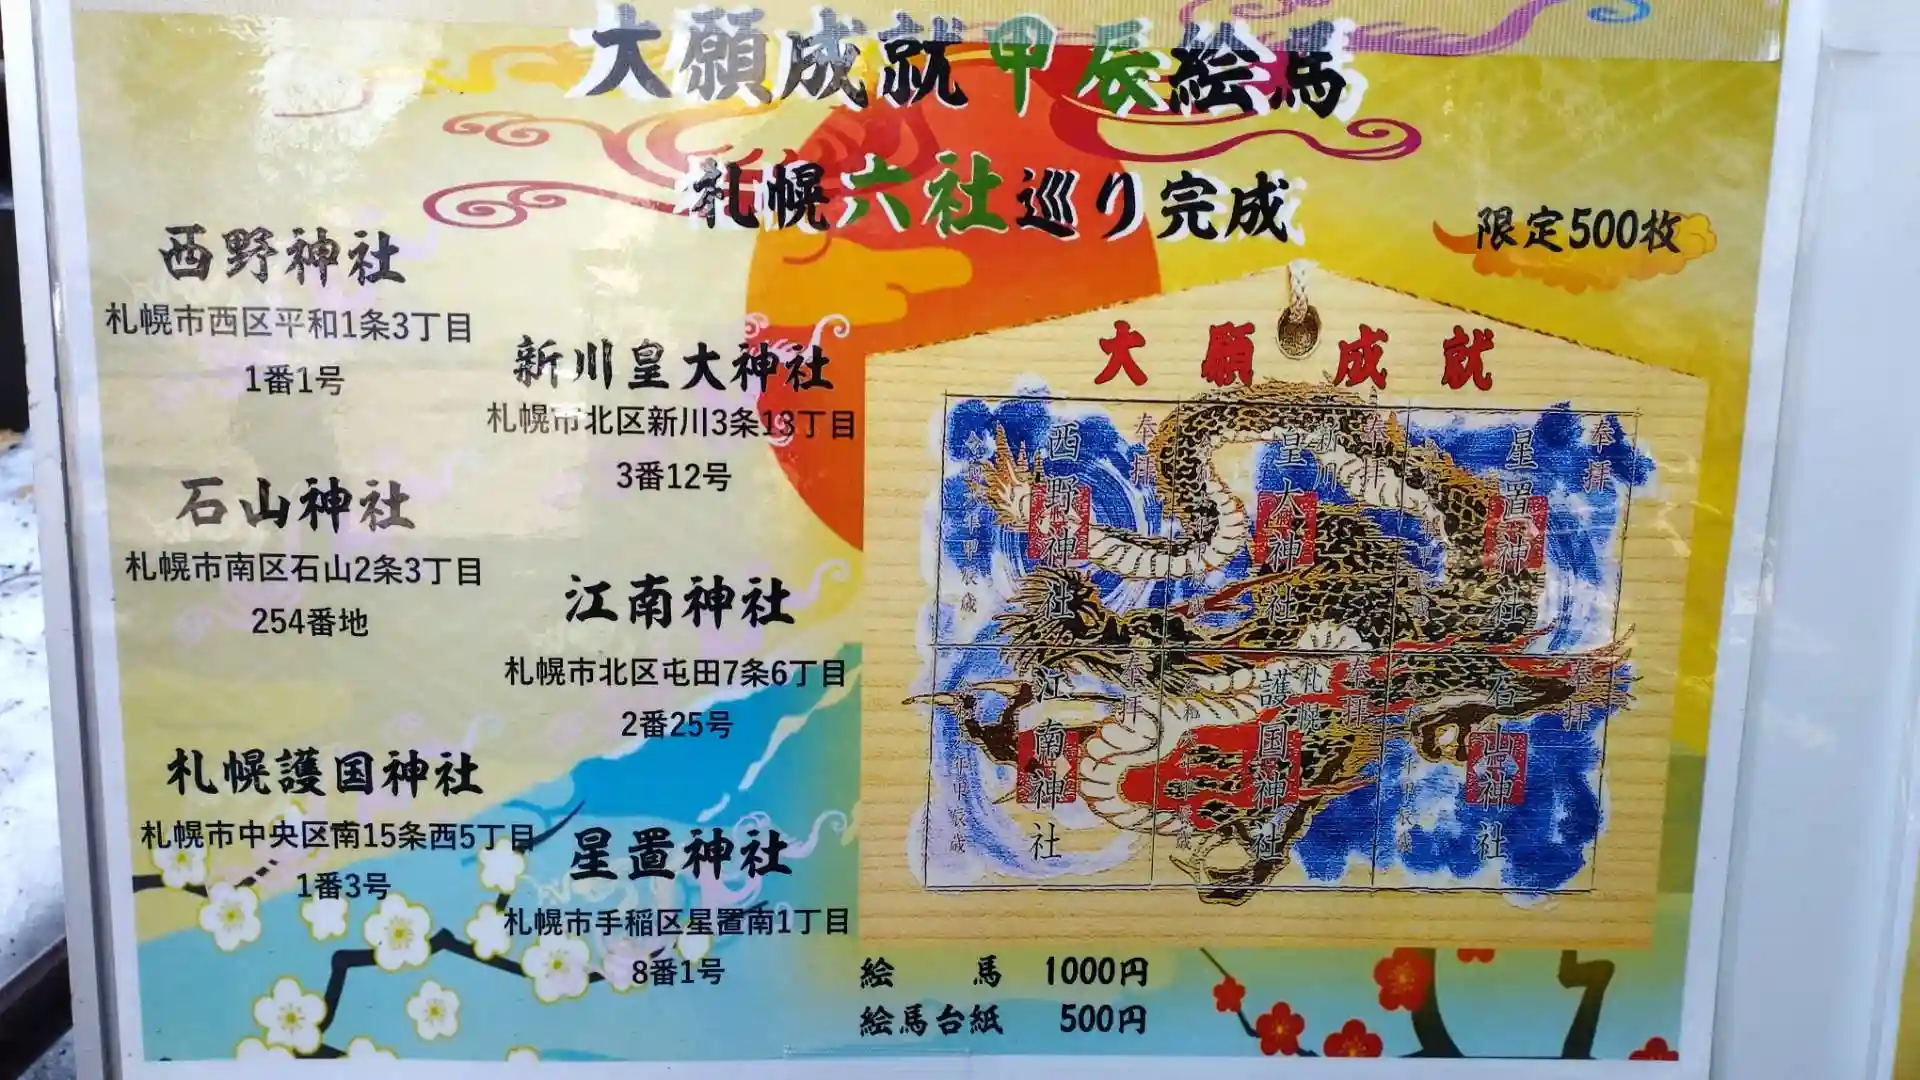 大願成就甲辰絵馬
札幌六社巡り完成
限定500枚
西野神社
札幌市西区平和1条3丁目
1番1号
新川皇大神社
札幌市北区新川3条13丁目
3番12号
石山神社
札幌市南区石山2条3丁目
254番地
江南神社
札幌市北区屯田7条6丁目
2番25号
札幌護国神社
札幌市中央区南15条西5丁目
1番3号
星置神社
札幌市手稲区星置南1丁目
8番1号
大願成就
奉拝
西野神社
奉拝
新川
皇大神社
奉拝
星置神社
奉拝
江南神社
奉拝
札幌
護国神社
奉拝
石山神社
絵馬 1000円
絵馬台紙 500円